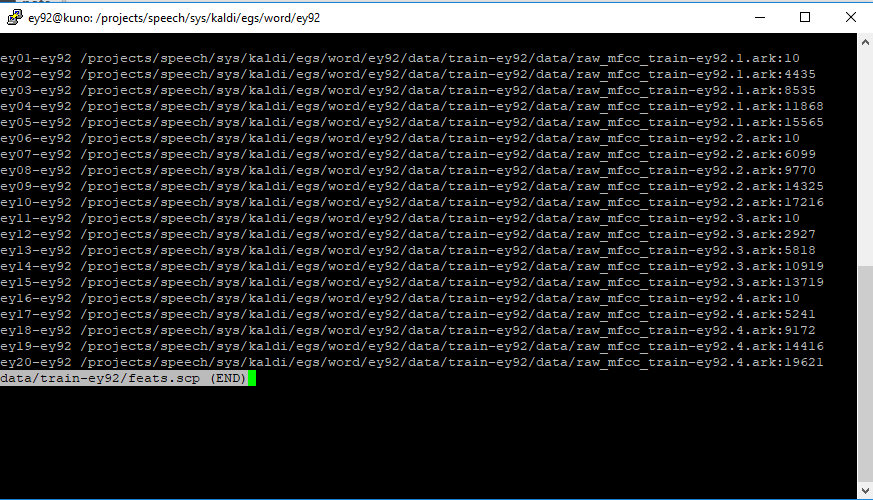 ey92@kuno: /projects/speech/sys/kaldi/egs/word/ey92
ey01-ey92 /projects/speech/sys/kaldi/egs/word/ey92/data/train-ey92/data/raw_mfcc_train-ey92.1.ark:10
ey02-ey92 /projects/speech/sys/kaldi/egs/word/ey92/data/train-ey92/data/raw_mfcc_train-ey92.1.ark:4435
ey03-ey92 /projects/speech/sys/kaldi/egs/word/ey92/data/train-ey92/data/raw_mfcc_train-ey92.1.ark:8535
ey04-ey92 /projects/speech/sys/kaldi/egs/word/ey92/data/train-ey92/data/raw_mfcc_train-ey92.1.ark:11868
ey05-ey92 /projects/speech/sys/kaldi/egs/word/ey92/data/train-ey92/data/raw_mfcc_train-ey92.1.ark:15565
ey06-ey92 /projects/speech/sys/kaldi/egs/word/ey92/data/train-ey92/data/raw_mfcc_train-ey92.2.ark:10
ey07-ey92 /projects/speech/sys/kaldi/egs/word/ey92/data/train-ey92/data/raw_mfcc_train-ey92.2.ark:6099
ey08-ey92 /projects/speech/sys/kaldi/egs/word/ey92/data/train-ey92/data/raw_mfcc_train-ey92.2.ark:9770
ey09-ey92 /projects/speech/sys/kaldi/egs/word/ey92/data/train-ey92/data/raw_mfcc_train-ey92.2.ark:14325
ey10-ey92 /projects/speech/sys/kaldi/egs/word/ey92/data/train-ey92/data/raw_mfcc_train-ey92.2.ark:17216
ey11-ey92 /projects/speech/sys/kaldi/egs/word/ey92/data/train-ey92/data/raw_mfcc_train-ey92.3.ark:10
ey12-ey92 /projects/speech/sys/kaldi/egs/word/ey92/data/train-ey92/data/raw_mfcc_train-ey92.3.ark:2927
ey13-ey92 /projects/speech/sys/kaldi/egs/word/ey92/data/train-ey92/data/raw_mfcc_train-ey92.3.ark:5818
ey14-ey92 /projects/speech/sys/kaldi/egs/word/ey92/data/train-ey92/data/raw_mfcc_train-ey92.3.ark:10919
ey15-ey92 /projects/speech/sys/kaldi/egs/word/ey92/data/train-ey92/data/raw_mfcc_train-ey92.3.ark:13719
ey16-ey92 /projects/speech/sys/kaldi/egs/word/ey92/data/train-ey92/data/raw_mfcc_train-ey92.4.ark:10
ey17-ey92 /projects/speech/sys/kaldi/egs/word/ey92/data/train-ey92/data/raw_mfcc_train-ey92.4.ark:5241
ey18-ey92 /projects/speech/sys/kaldi/egs/word/ey92/data/train-ey92/data/raw_mfcc_train-ey92.4.ark:9172
ey19-ey92 /projects/speech/sys/kaldi/egs/word/ey92/data/train-ey92/data/raw_mfcc_train-ey92.4.ark:14416
ey20-ey92 /projects/speech/sys/kaldi/egs/word/ey92/data/train-ey92/data/raw_mfcc_train-ey92.4.ark:19621
data/train-ey92/feats.scp (END)